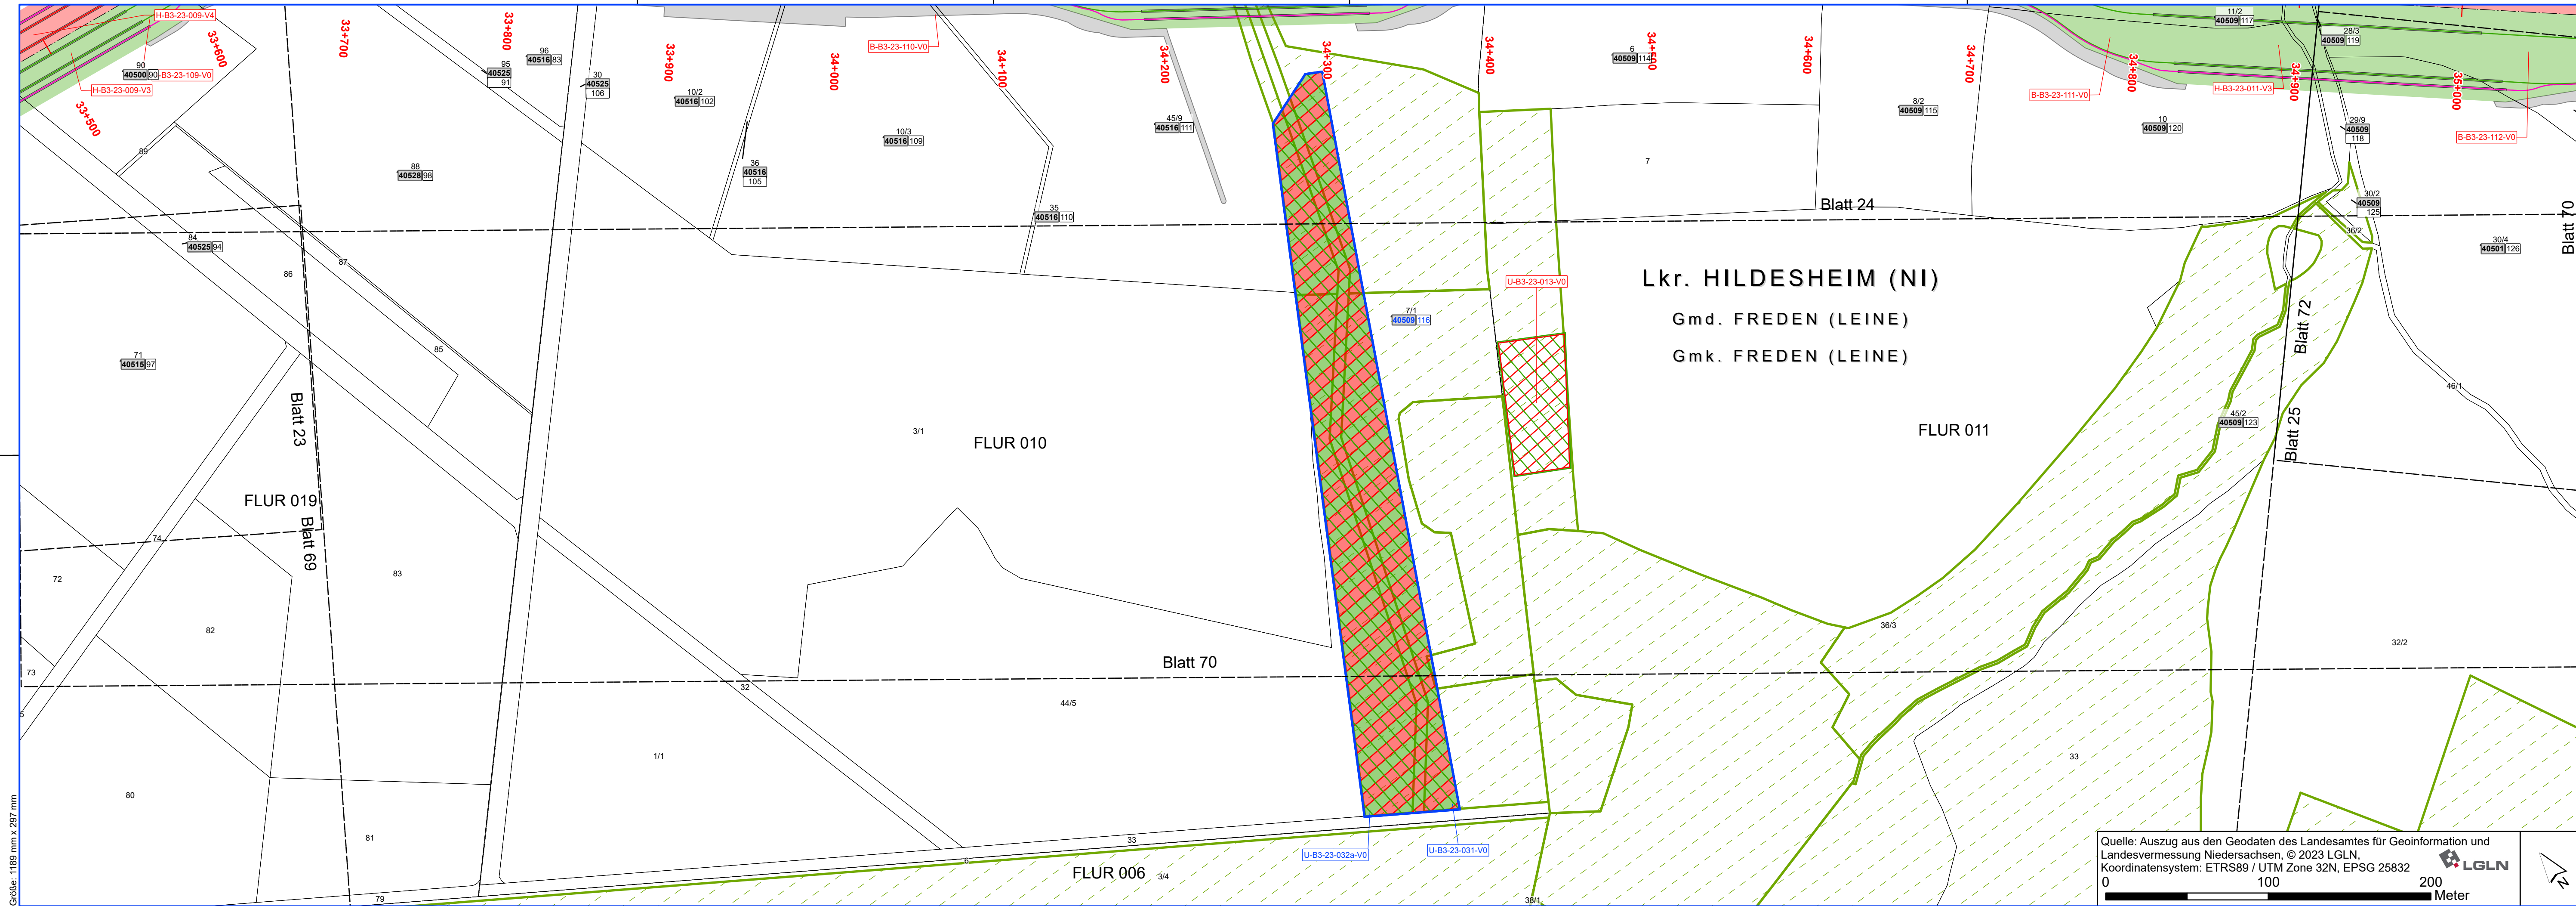 H-B3-23-009-V4
33+600
33+700
33+800
33+900
34+000
34+100
34+200
34+300
34+400
34+500
34+600
34+700
34+800
34+900
35+000
33+500
90
40500 90
-B-B3-23-109-V0
H-B3-23-009-V3
95
40525
91
96
40516 83
30
40525
106
10/2
40516 102
B-B3-23-110-V0
10/3
40516 109
45/9
40516 111
36
40516
105
35
40516 110
6
40509 114
8/2
40509 115
10
40509 120
B-B3-23-111-V0
H-B3-23-011-V3
11/2
40509 117
28/3
40509 119
29/9
40509
118
B-B3-23-112-V0
30/2
40509
125
36/2
30/4
40501 126
Blatt 70
89
88
40528 98
7
Blatt 24
84
40525 94
86
87
85
71
40515 97
Blatt 23
FLUR 019
Blatt 69
3/1
FLUR 010
7/1
40509 116
U-B3-23-013-V0
Lkr. HILDESHEIM (NI)
Gmd. FREDEN (LEINE)
Gmk. FREDEN (LEINE)
FLUR 011
Blatt 72
Blatt 25
45/2
40509 123
46/1
74
72
83
82
73
5
80
81
79
32
Blatt 70
44/5
1/1
33
6
FLUR 006
3/4
U-B3-23-032a-V0
U-B3-23-031-V0
38/1
36/3
33
32/2
Größe: 1189 mm x 297 mm
Quelle: Auszug aus den Geodaten des Landesamtes für Geoinformation und
Landesvermessung Niedersachsen, © 2023 LGLN,
Koordinatensystem: ETRS89 / UTM Zone 32N, EPSG 25832
LGLN
0 100 200
Meter
N